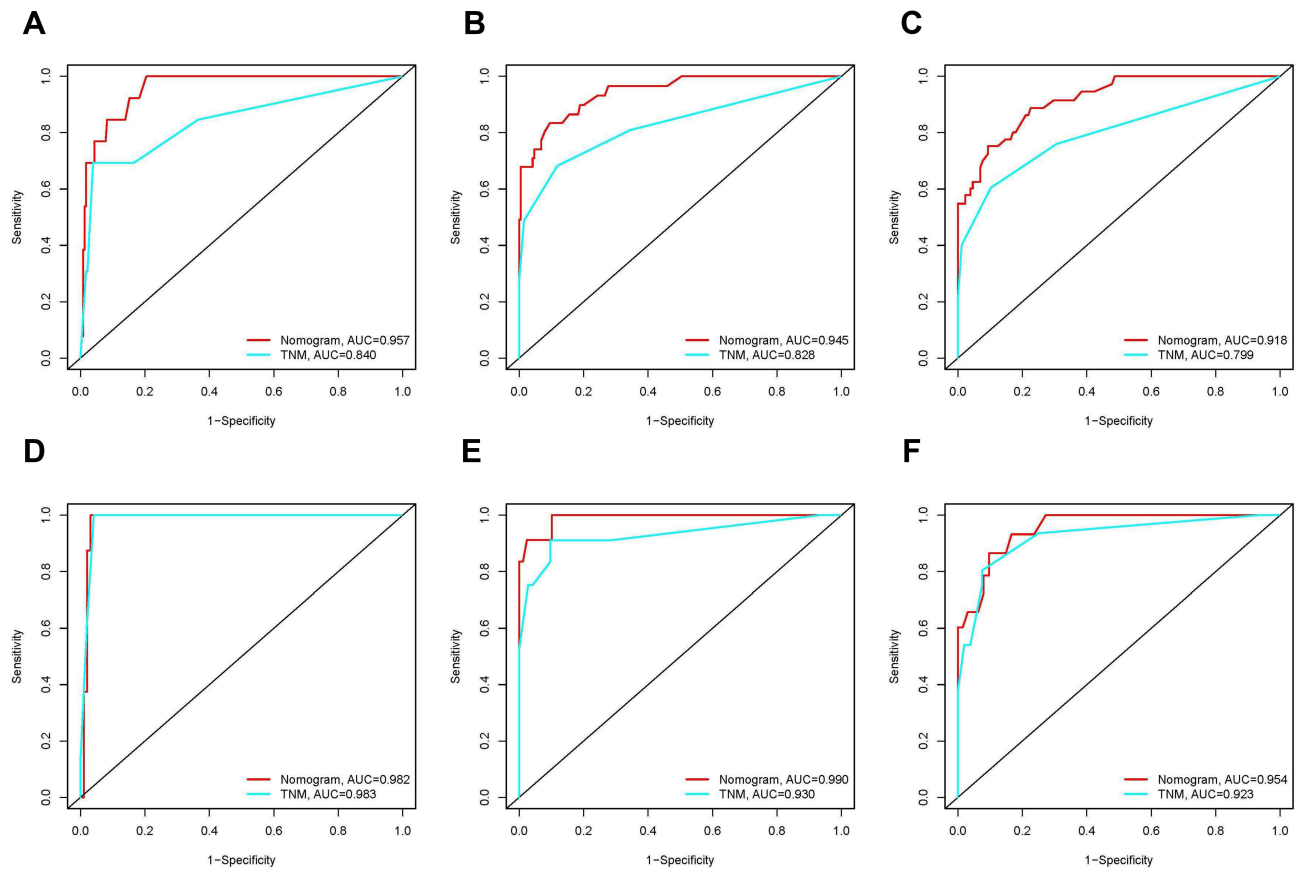 A
B
C
Sensitivity
0.0 0.2 0.4 0.6 0.8 1.0
Nomogram, AUC=0.957
TNM, AUC=0.840
0.0 0.2 0.4 0.6 0.8 1.0
1−Specificity
Sensitivity
0.0 0.2 0.4 0.6 0.8 1.0
Nomogram, AUC=0.945
TNM, AUC=0.828
0.0 0.2 0.4 0.6 0.8 1.0
1−Specificity
Sensitivity
0.0 0.2 0.4 0.6 0.8 1.0
Nomogram, AUC=0.918
TNM, AUC=0.799
0.0 0.2 0.4 0.6 0.8 1.0
1−Specificity
D
E
F
Sensitivity
0.0 0.2 0.4 0.6 0.8 1.0
Nomogram, AUC=0.982
TNM, AUC=0.983
0.0 0.2 0.4 0.6 0.8 1.0
1−Specificity
Sensitivity
0.0 0.2 0.4 0.6 0.8 1.0
Nomogram, AUC=0.990
TNM, AUC=0.930
0.0 0.2 0.4 0.6 0.8 1.0
1−Specificity
Sensitivity
0.0 0.2 0.4 0.6 0.8 1.0
Nomogram, AUC=0.954
TNM, AUC=0.923
0.0 0.2 0.4 0.6 0.8 1.0
1−Specificity